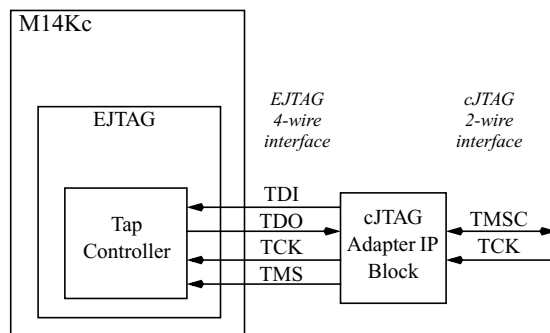 M14Kc
EJTAG
Tap
Controller
EJTAG
4-wire
interface
TDI
TDO
TCK
TMS
cJTAG
Adapter IP
Block
cJTAG
2-wire
interface
TMSC
TCK